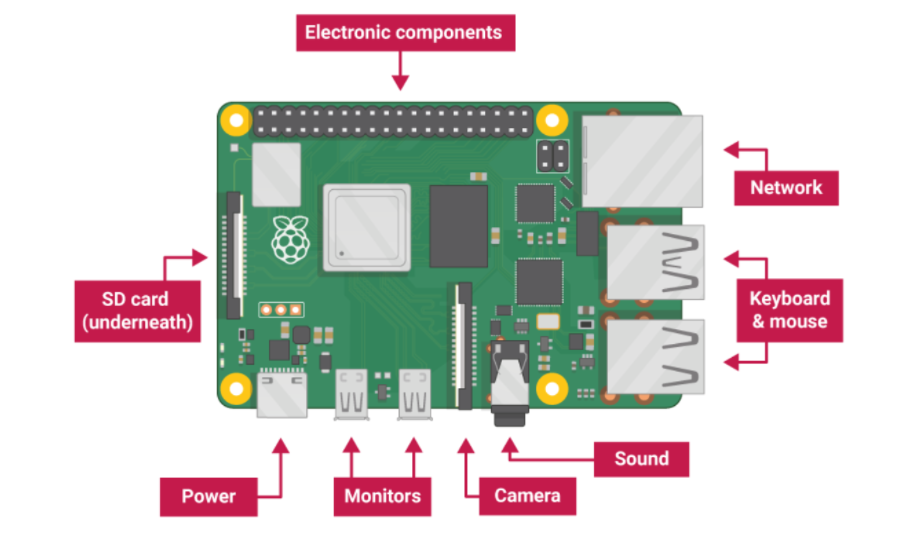 Electronic components
Network
SD card
(underneath)
Keyboard
& mouse
Sound
Power
Monitors
Camera